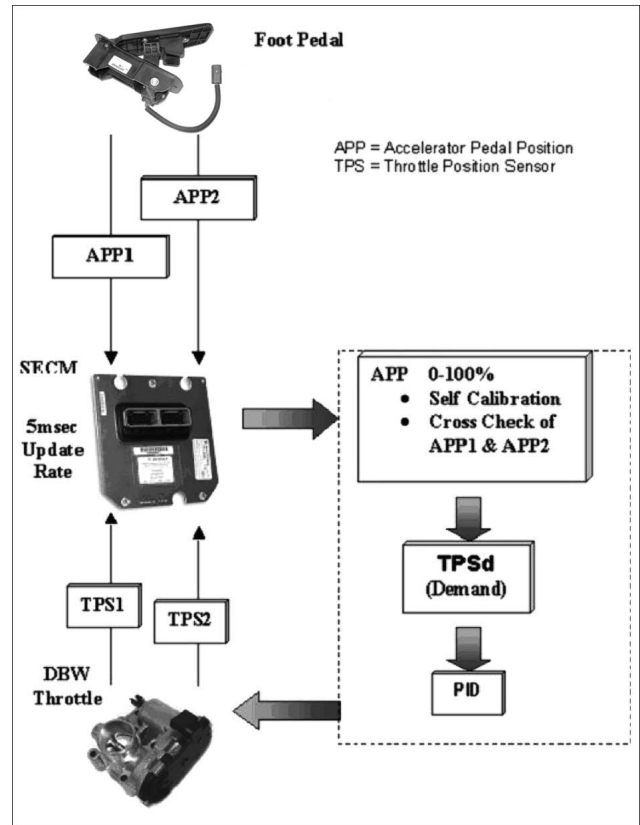 Foot Pedal
APP = Accelerator Pedal Position
TPS = Throttle Position Sensor
APP2
APP1
SECM
5msec
Update
Rate
APP 0-100%
• Self Calibration
• Cross Check of
APP1 & APP2
TPSd
(Demand)
PID
TPS1
TPS2
DBW
Throttle